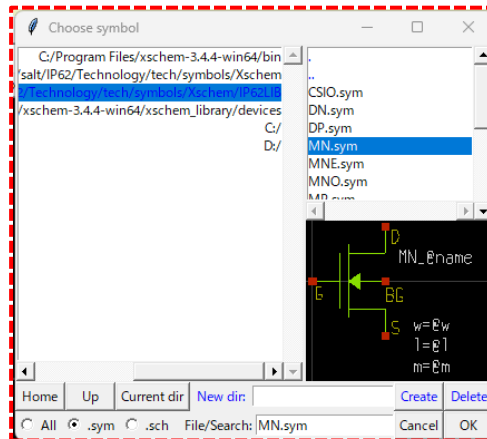 Choose symbol
C:/Program Files/xschem-3.4.4-win64/bin
/salt/IP62/Technology/tech/symbols/Xschem
2/Technology/tech/symbols/Xschem/IP62LIB
/xschem-3.4.4-win64/xschem_library/devices
C:/
D:/
.
..
CSIO.sym
DN.sym
DP.sym
MN.sym
MNE.sym
MNO.sym
MP.sym
D
MN_@name
G
BG
S
w=@w
l=@l
m=@m
Home Up Current dir New dir: Create Delete
All .sym .sch File/Search: MN.sym Cancel OK